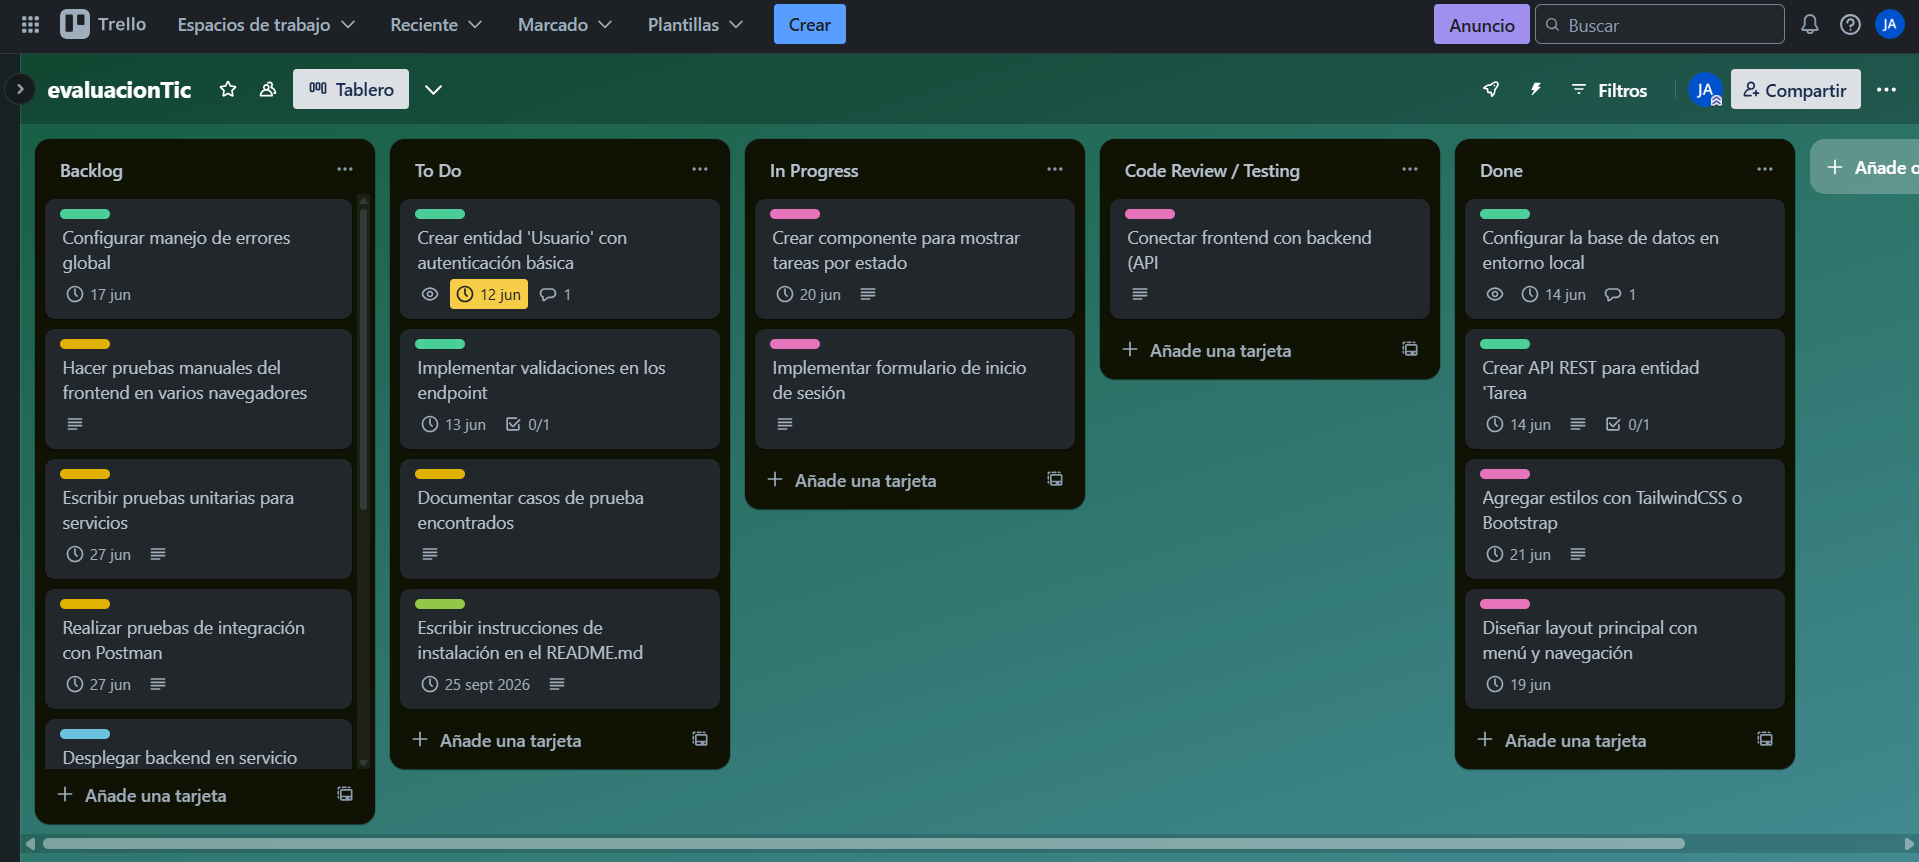 Trello
Espacios de trabajo
Reciente
Marcado
Plantillas
Crear
Anuncio
Buscar
JA
evaluacionTic
Tablero
Filtros
JA
Compartir
Backlog
Configurar manejo de errores
global
17 jun
Hacer pruebas manuales del
frontend en varios navegadores
Escribir pruebas unitarias para
servicios
27 jun
Realizar pruebas de integración
con Postman
27 jun
Desplegar backend en servicio
Añade una tarjeta
To Do
Crear entidad 'Usuario' con
autenticación básica
12 jun
1
Implementar validaciones en los
endpoint
13 jun
0/1
Documentar casos de prueba
encontrados
Escribir instrucciones de
instalación en el README.md
25 sept 2026
Añade una tarjeta
In Progress
Crear componente para mostrar
tareas por estado
20 jun
Implementar formulario de inicio
de sesión
Añade una tarjeta
Code Review / Testing
Conectar frontend con backend
(API
Añade una tarjeta
Done
Configurar la base de datos en
entorno local
14 jun
1
Crear API REST para entidad
'Tarea
14 jun
0/1
Agregar estilos con TailwindCSS o
Bootstrap
21 jun
Diseñar layout principal con
menú y navegación
19 jun
Añade una tarjeta
Añade o